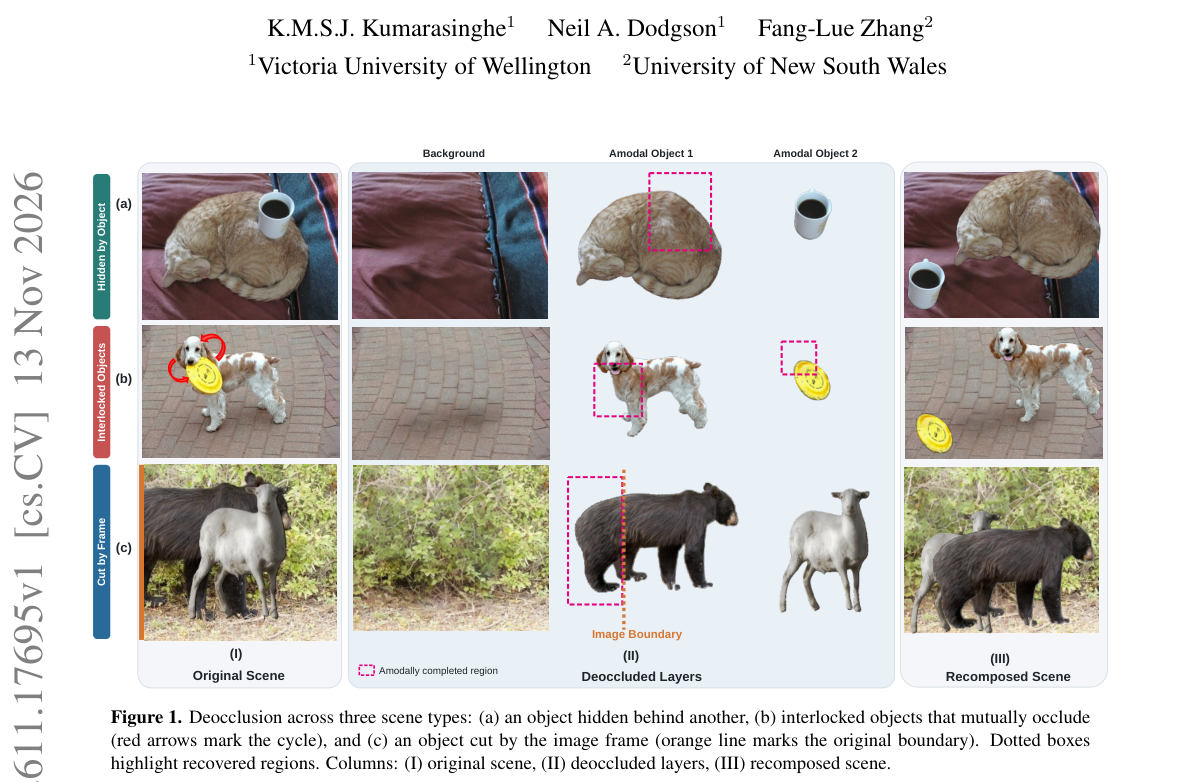 K.M.S.J. Kumarasinghe¹ Neil A. Dodgson¹ Fang-Lue Zhang²
¹Victoria University of Wellington ²University of New South Wales
611.17695v1 [cs.CV] 13 Nov 2026
Background Amodal Object 1 Amodal Object 2
Hidden by Object
(a)
Interlocked Objects
(b)
Cut by Frame
(c)
Image Boundary
(I)
Original Scene
Amodally completed region
(II)
Deoccluded Layers
(III)
Recomposed Scene
Figure 1. Deocclusion across three scene types: (a) an object hidden behind another, (b) interlocked objects that mutually occlude
(red arrows mark the cycle), and (c) an object cut by the image frame (orange line marks the original boundary). Dotted boxes
highlight recovered regions. Columns: (I) original scene, (II) deoccluded layers, (III) recomposed scene.